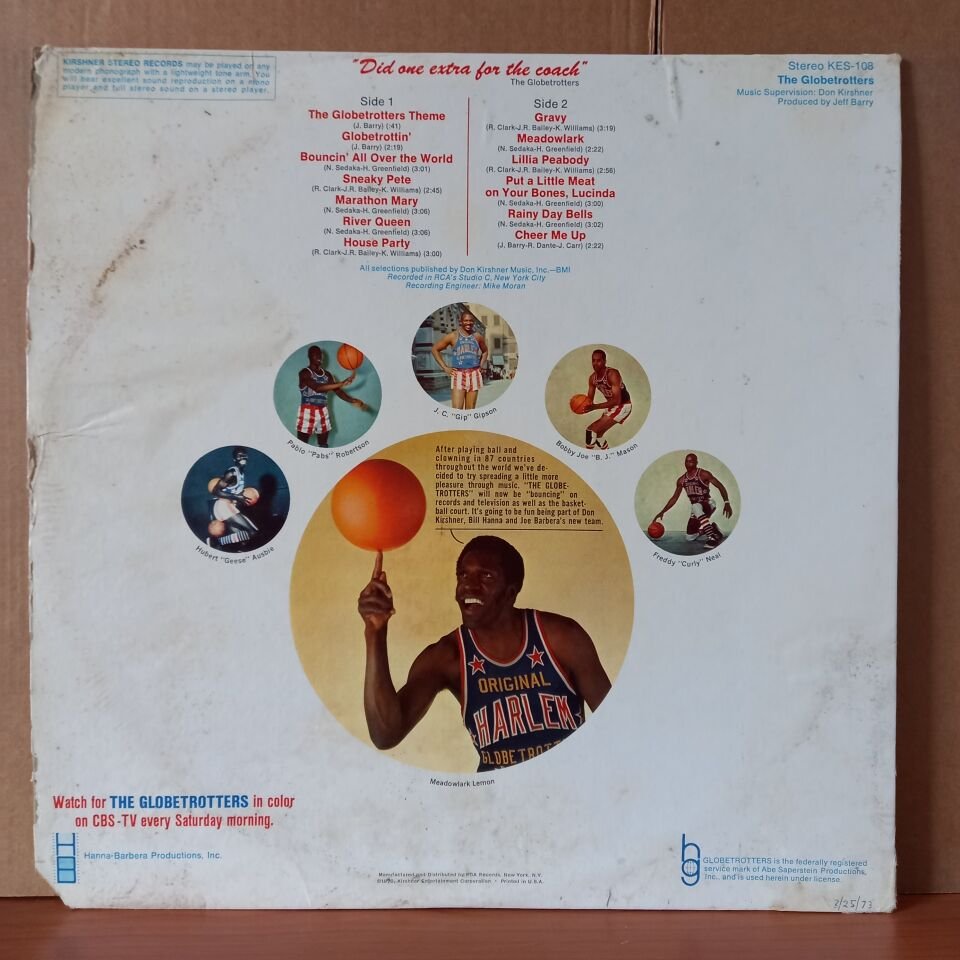 KIRSHNER STEREO RECORDS may be played on any
modern phonograph with a lightweight tone arm. You
will hear excellent sound reproduction on a mono
player and full stereo sound on a stereo player.
"Did one extra for the coach"
The Globetrotters
Stereo KES-108
The Globetrotters
Music Supervision: Don Kirshner
Produced by Jeff Barry
Side 1
The Globetrotters Theme
(J. Barry) (:41)
Globetrottin'
(J. Barry) (2:19)
Bouncin' All Over the World
(N. Sedaka-H. Greenfield) (3:01)
Sneaky Pete
(R. Clark-J.R. Bailey-K. Williams) (2:45)
Marathon Mary
(N. Sedaka-H. Greenfield) (3:06)
River Queen
(N. Sedaka-H. Greenfield) (3:06)
House Party
(R. Clark-J.R. Bailey-K. Williams) (3:00)
Side 2
Gravy
(R. Clark-J.R. Bailey-K. Williams) (3:19)
Meadowlark
(N. Sedaka-H. Greenfield) (2:22)
Lillia Peabody
(R. Clark-J.R. Bailey-K. Williams) (2:56)
Put a Little Meat
on Your Bones, Lucinda
(N. Sedaka-H. Greenfield) (3:00)
Rainy Day Bells
(N. Sedaka-H. Greenfield) (3:02)
Cheer Me Up
(J. Barry-R. Dante-J. Carr) (2:22)
All selections published by Don Kirshner Music, Inc.—BMI
Recorded in RCA's Studio C, New York City
Recording Engineer: Mike Moran
HARLEM
J. C. "Gip" Gipson
Pablo "Pabs" Robertson
Bobby Joe "B. J." Mason
Hubert "Geese" Ausbie
Freddy "Curly" Neal
After playing ball and
clowning in 87 countries
throughout the world we've de-
cided to try spreading a little more
pleasure through music. "THE GLOBE-
TROTTERS" will now be "bouncing" on
records and television as well as the basket-
ball court. It's going to be fun being part of Don
Kirshner, Bill Hanna and Joe Barbera's new team.
ORIGINAL
HARLEM
GLOBETROTT
Meadowlark Lemon
Watch for THE GLOBETROTTERS in color
on CBS-TV every Saturday morning.
HB
Hanna-Barbera Productions, Inc.
Manufactured and Distributed by RCA Records, New York, N.Y.
Kirshner Entertainment Corporation • Printed in U.S.A.
hg
GLOBETROTTERS is the federally registered
service mark of Abe Saperstein Productions,
Inc., and is used herein under license.
2/25/73